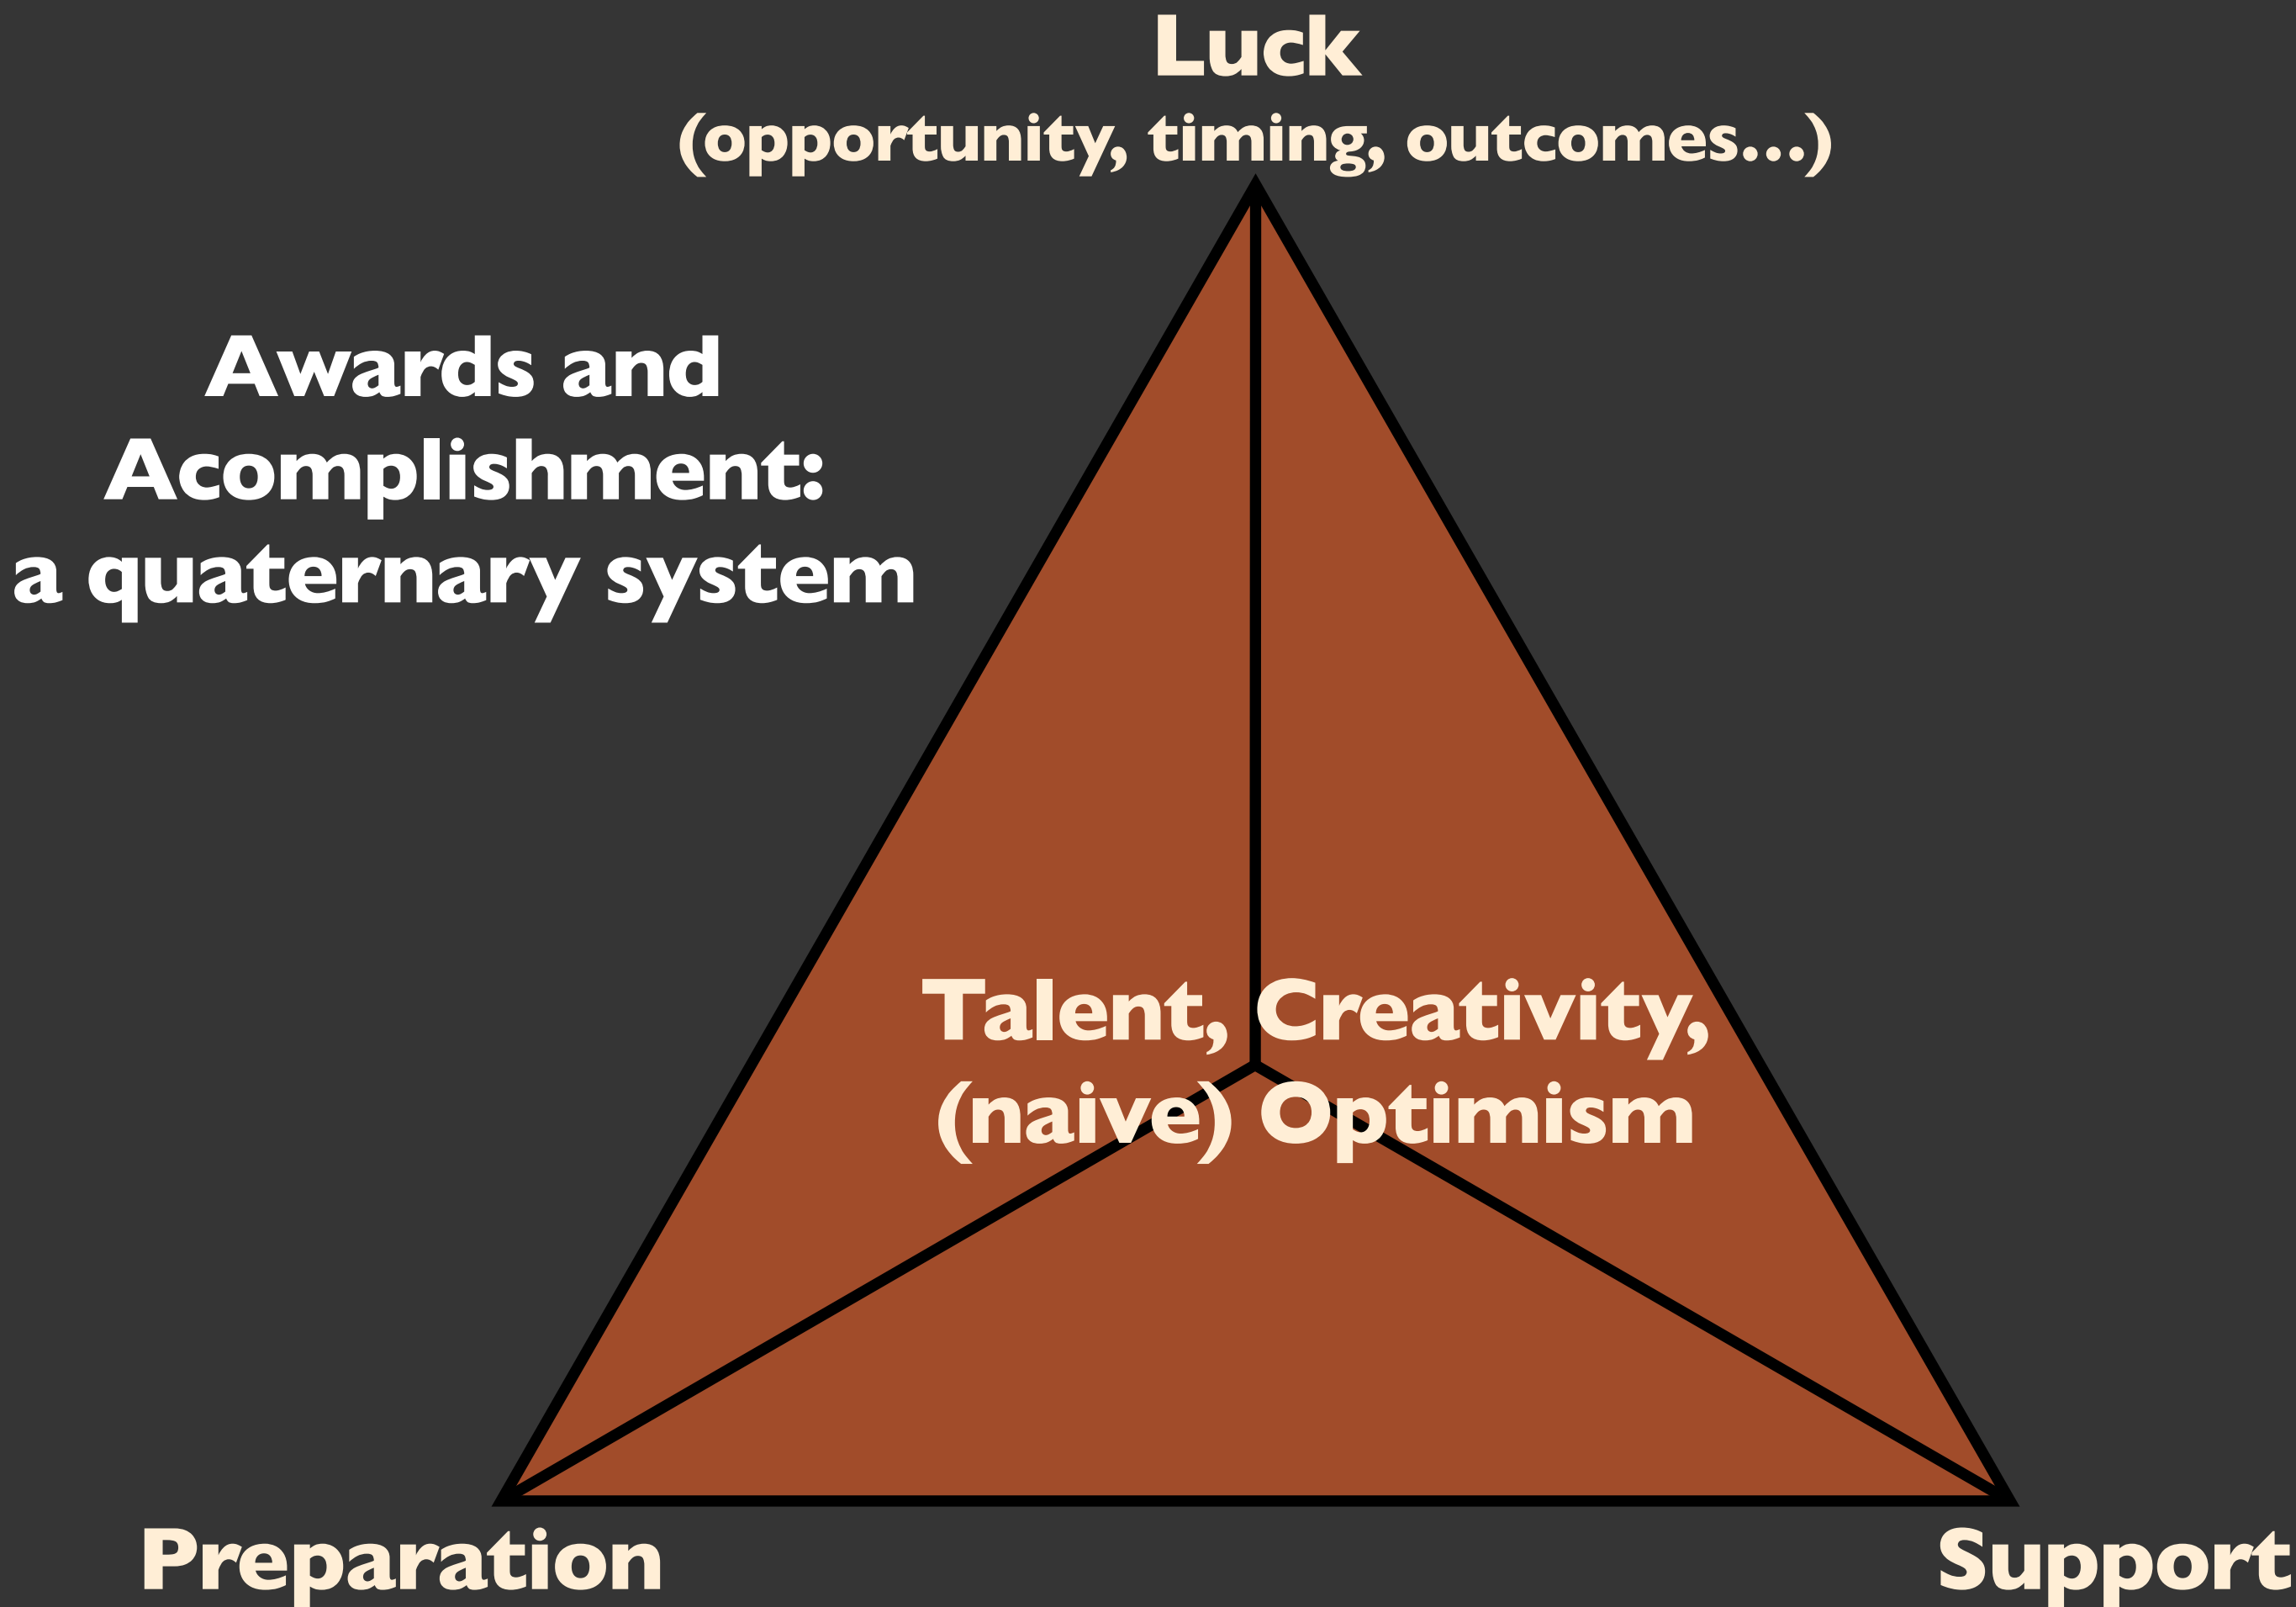 Luck
(opportunity, timing, outcomes...)
Awards and
Acomplishment:
a quaternary system
Talent, Creativity,
(naive) Optimism
Preparation
Support